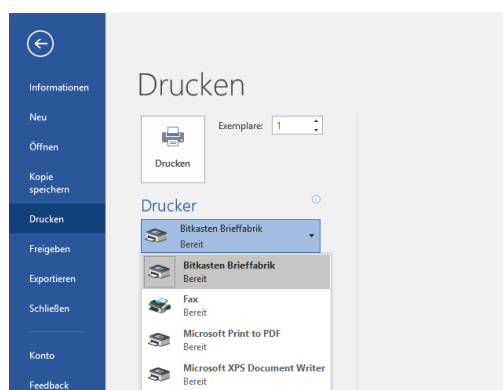 Informationen
Neu
Öffnen
Kopie
speichern
Drucken
Freigeben
Exportieren
Schließen
Konto
Feedback
Drucken
Exemplare: 1
Drucken
Drucker
Bitkasten Brieffabrik
Bereit
Bitkasten Brieffabrik
Bereit
Fax
Bereit
Microsoft Print to PDF
Bereit
Microsoft XPS Document Writer
Bereit